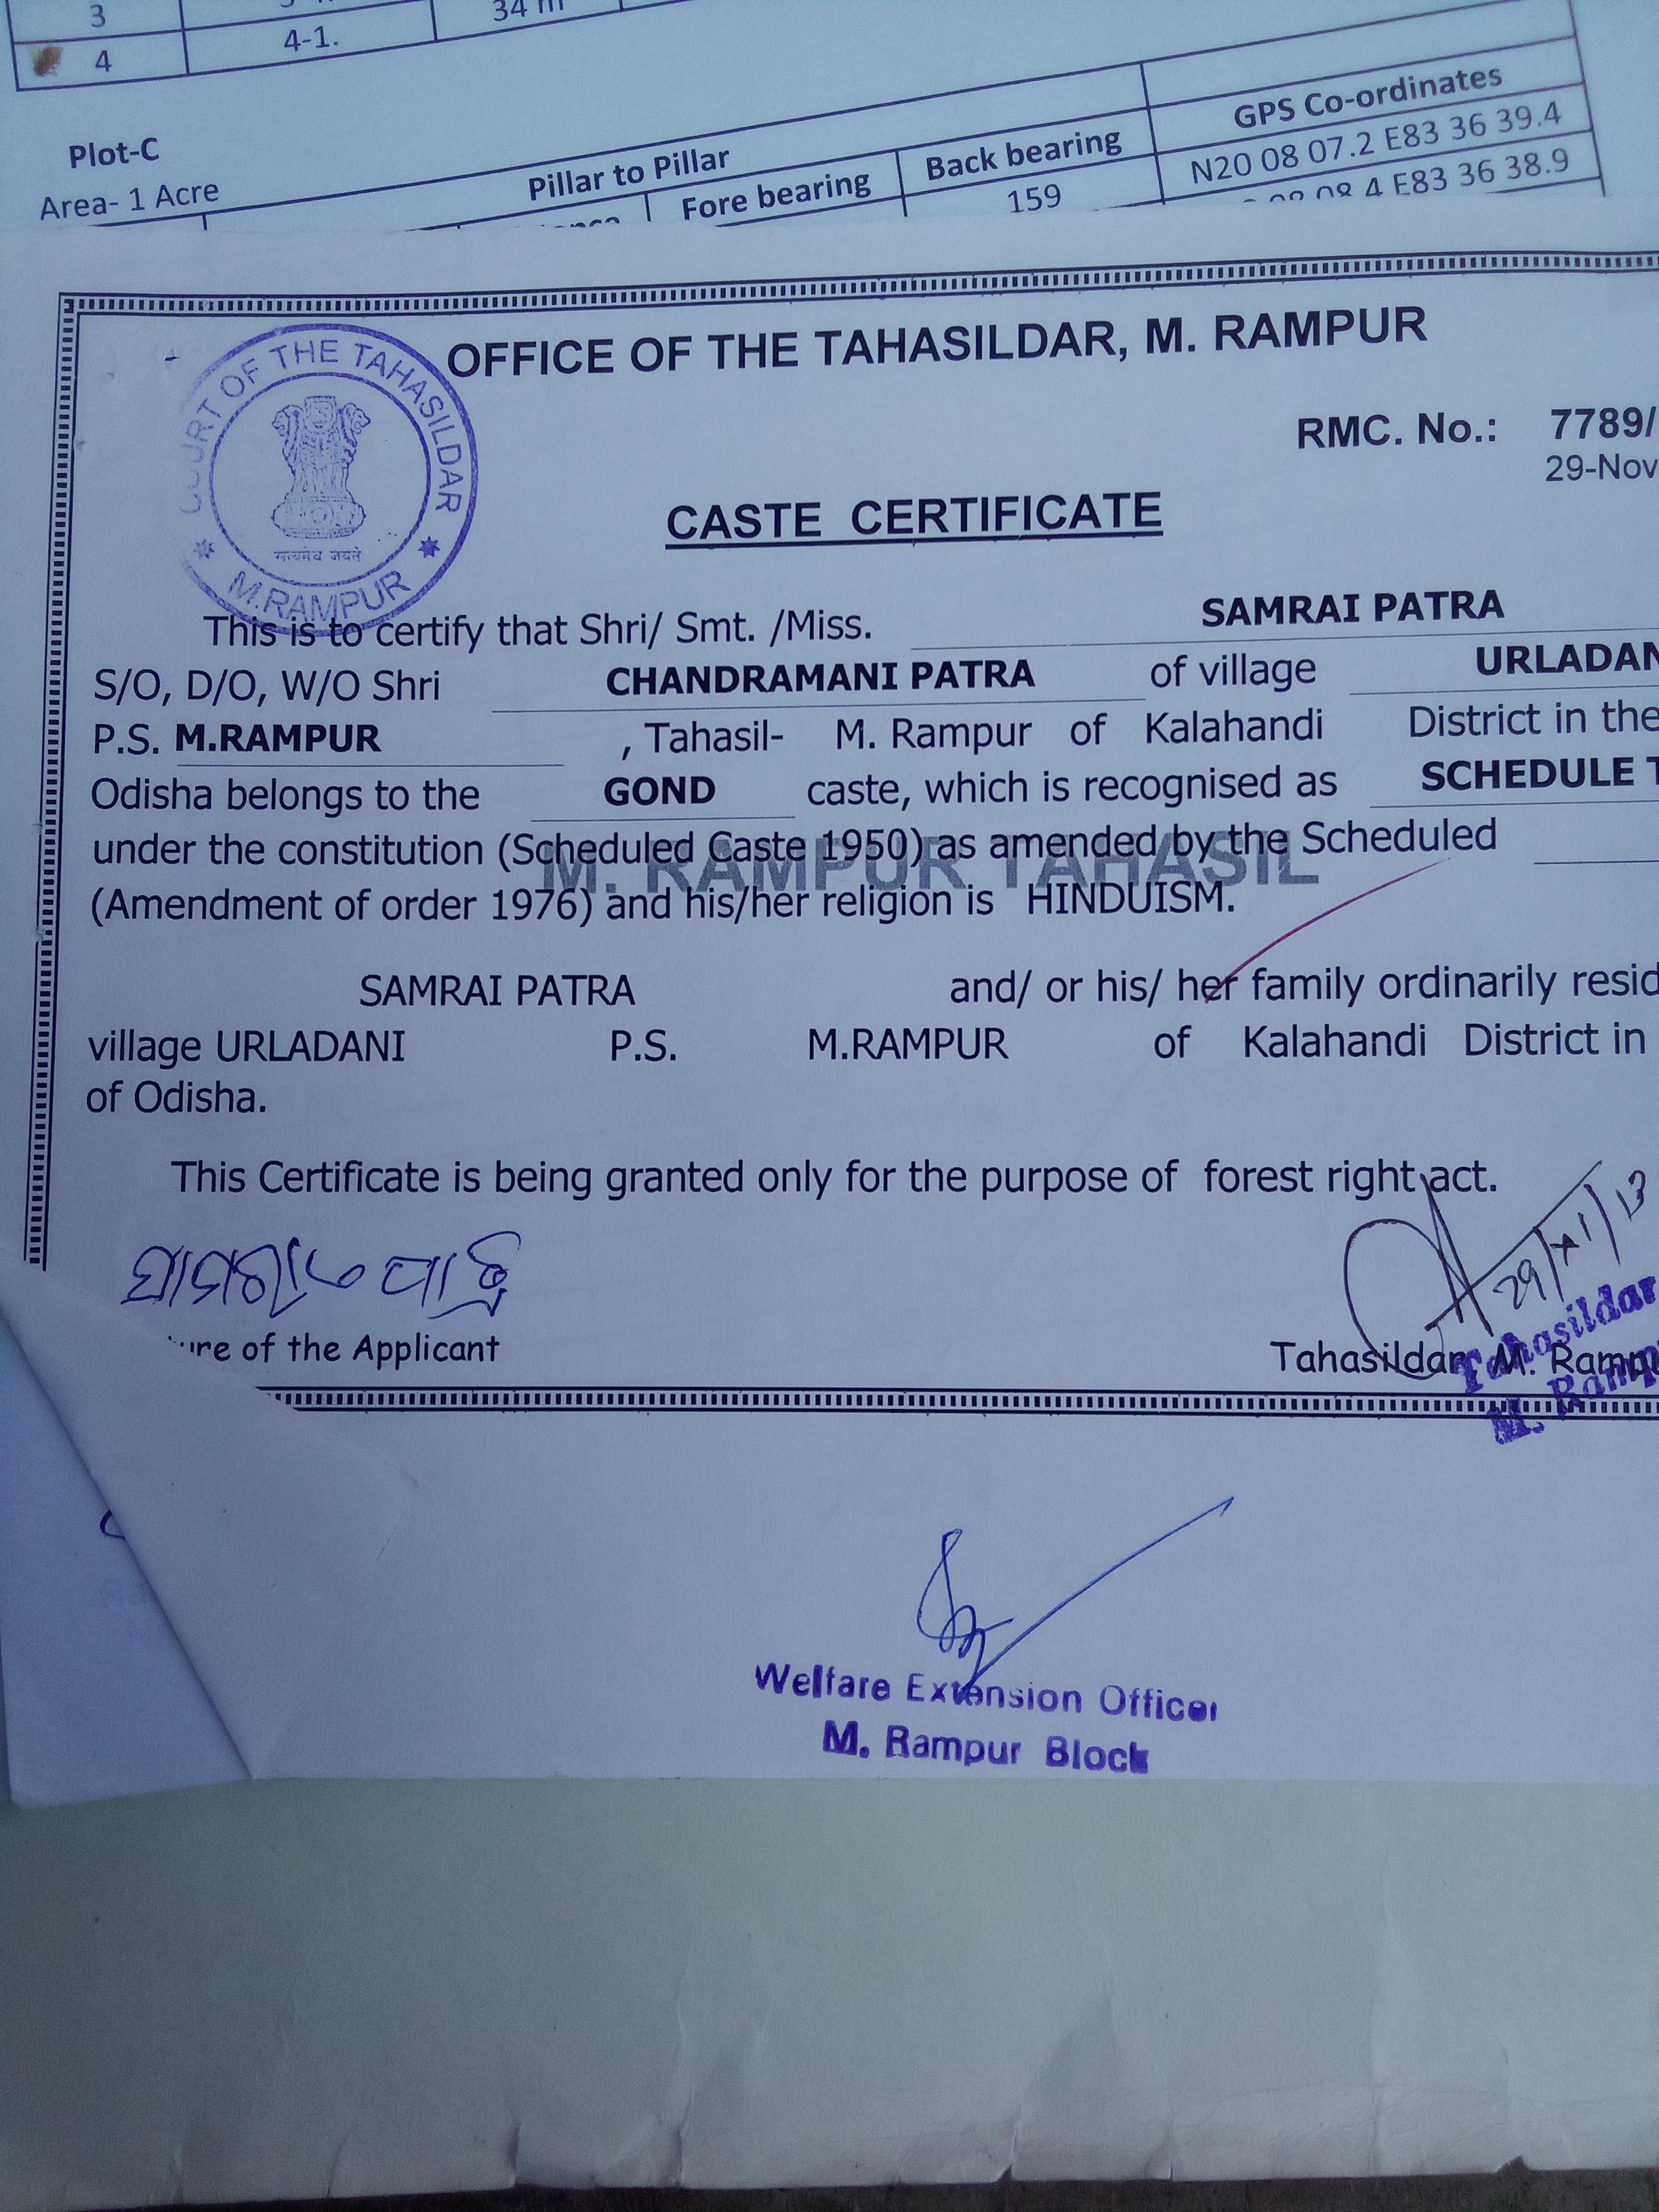 3
34 m
4 4-1.
Plot-C
Area- 1 Acre
Pillar to Pillar
Fore bearing Back bearing GPS Co-ordinates
159 N20 08 07.2 E83 36 39.4
E83 36 38.9
COURT OF THE TAHASILDAR
सत्यमेव जयते
M.RAMPUR
OFFICE OF THE TAHASILDAR, M. RAMPUR
RMC. No.: 7789/
29-Nov
CASTE CERTIFICATE
This is to certify that Shri/ Smt. /Miss. SAMRAI PATRA
S/O, D/O, W/O Shri CHANDRAMANI PATRA of village URLADAN
P.S. M.RAMPUR , Tahasil- M. Rampur of Kalahandi District in the
Odisha belongs to the GOND caste, which is recognised as SCHEDULE T
under the constitution (Scheduled Caste 1950) as amended by the Scheduled
M. RAMPUR TAHASIL
(Amendment of order 1976) and his/her religion is HINDUISM.
SAMRAI PATRA and/ or his/ her family ordinarily resid
village URLADANI P.S. M.RAMPUR of Kalahandi District in
of Odisha.
This Certificate is being granted only for the purpose of forest right act.
29/11/13
ure of the Applicant
Tahasildar, M. Rampu
Tahasildar
M. Ramp
Welfare Extension Officer
M. Rampur Block